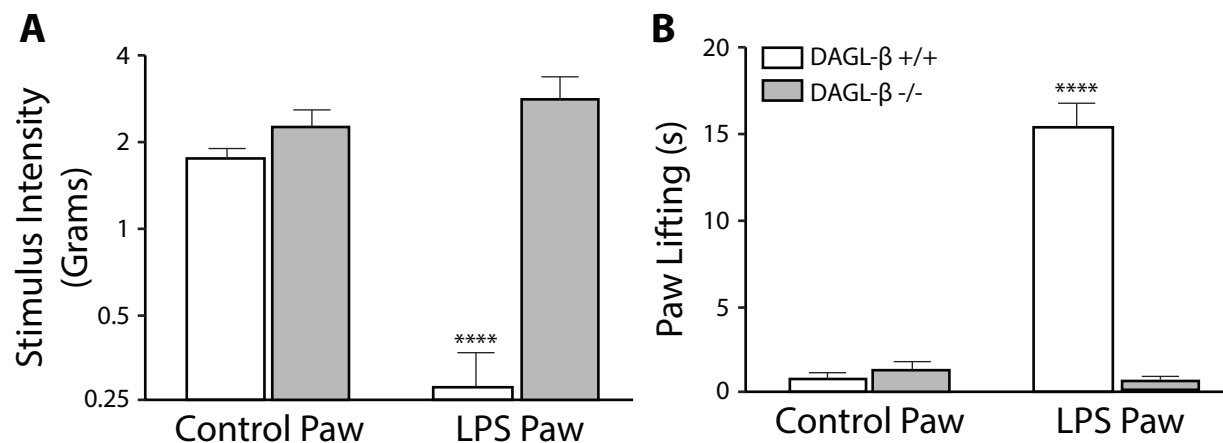 A
Stimulus Intensity
(Grams)
4
2
1
0.5
0.25
****
Control Paw
LPS Paw
B
Paw Lifting (s)
20
15
10
5
0
DAGL-β +/+
DAGL-β -/-
****
Control Paw
LPS Paw